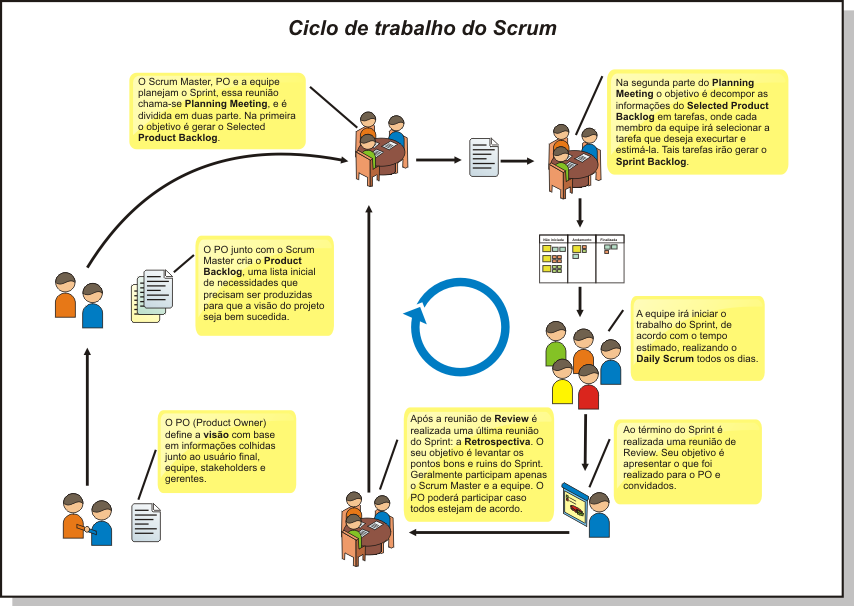 Ciclo de trabalho do Scrum
O Scrum Master, PO e a equipe
planejam o Sprint, essa reunião
chama-se Planning Meeting, e é
dividida em duas parte. Na primeira
o objetivo é gerar o Selected
Product Backlog.
Na segunda parte do Planning
Meeting o objetivo é decompor as
informações do Selected Product
Backlog em tarefas, onde cada
membro da equipe irá selecionar a
tarefa que deseja execurtar e
estimá-la. Tais tarefas irão gerar o
Sprint Backlog.
O PO junto com o Scrum
Master cria o Product
Backlog, uma lista inicial
de necessidades que
precisam ser produzidas
para que a visão do projeto
seja bem sucedida.
Não Iniciada Andamento Finalizada
A equipe irá iniciar o
trabalho do Sprint, de
acordo com o tempo
estimado, realizando o
Daily Scrum todos os dias.
O PO (Product Owner)
define a visão com base
em informações colhidas
junto ao usuário final,
equipe, stakeholders e
gerentes.
Após a reunião de Review é
realizada uma última reunião
do Sprint: a Retrospectiva. O
seu objetivo é levantar os
pontos bons e ruins do Sprint.
Geralmente participam apenas
o Scrum Master e a equipe. O
PO poderá participar caso
todos estejam de acordo.
Ao término do Sprint é
realizada uma reunião de
Review. Seu objetivo é
apresentar o que foi
realizado para o PO e
convidados.